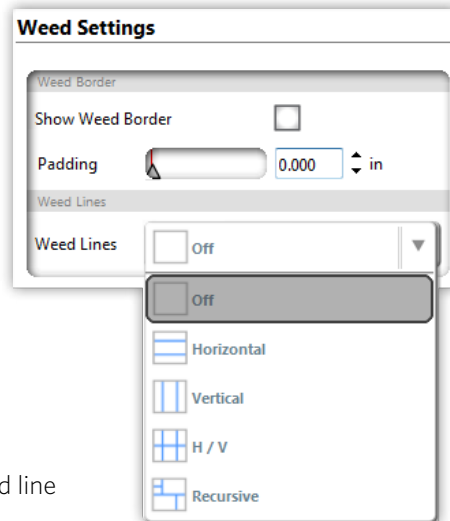 Weed Settings
Weed Border
Show Weed Border
Padding 0.000 in
Weed Lines
Weed Lines Off
Off
Horizontal
Vertical
H / V
Recursive
d line